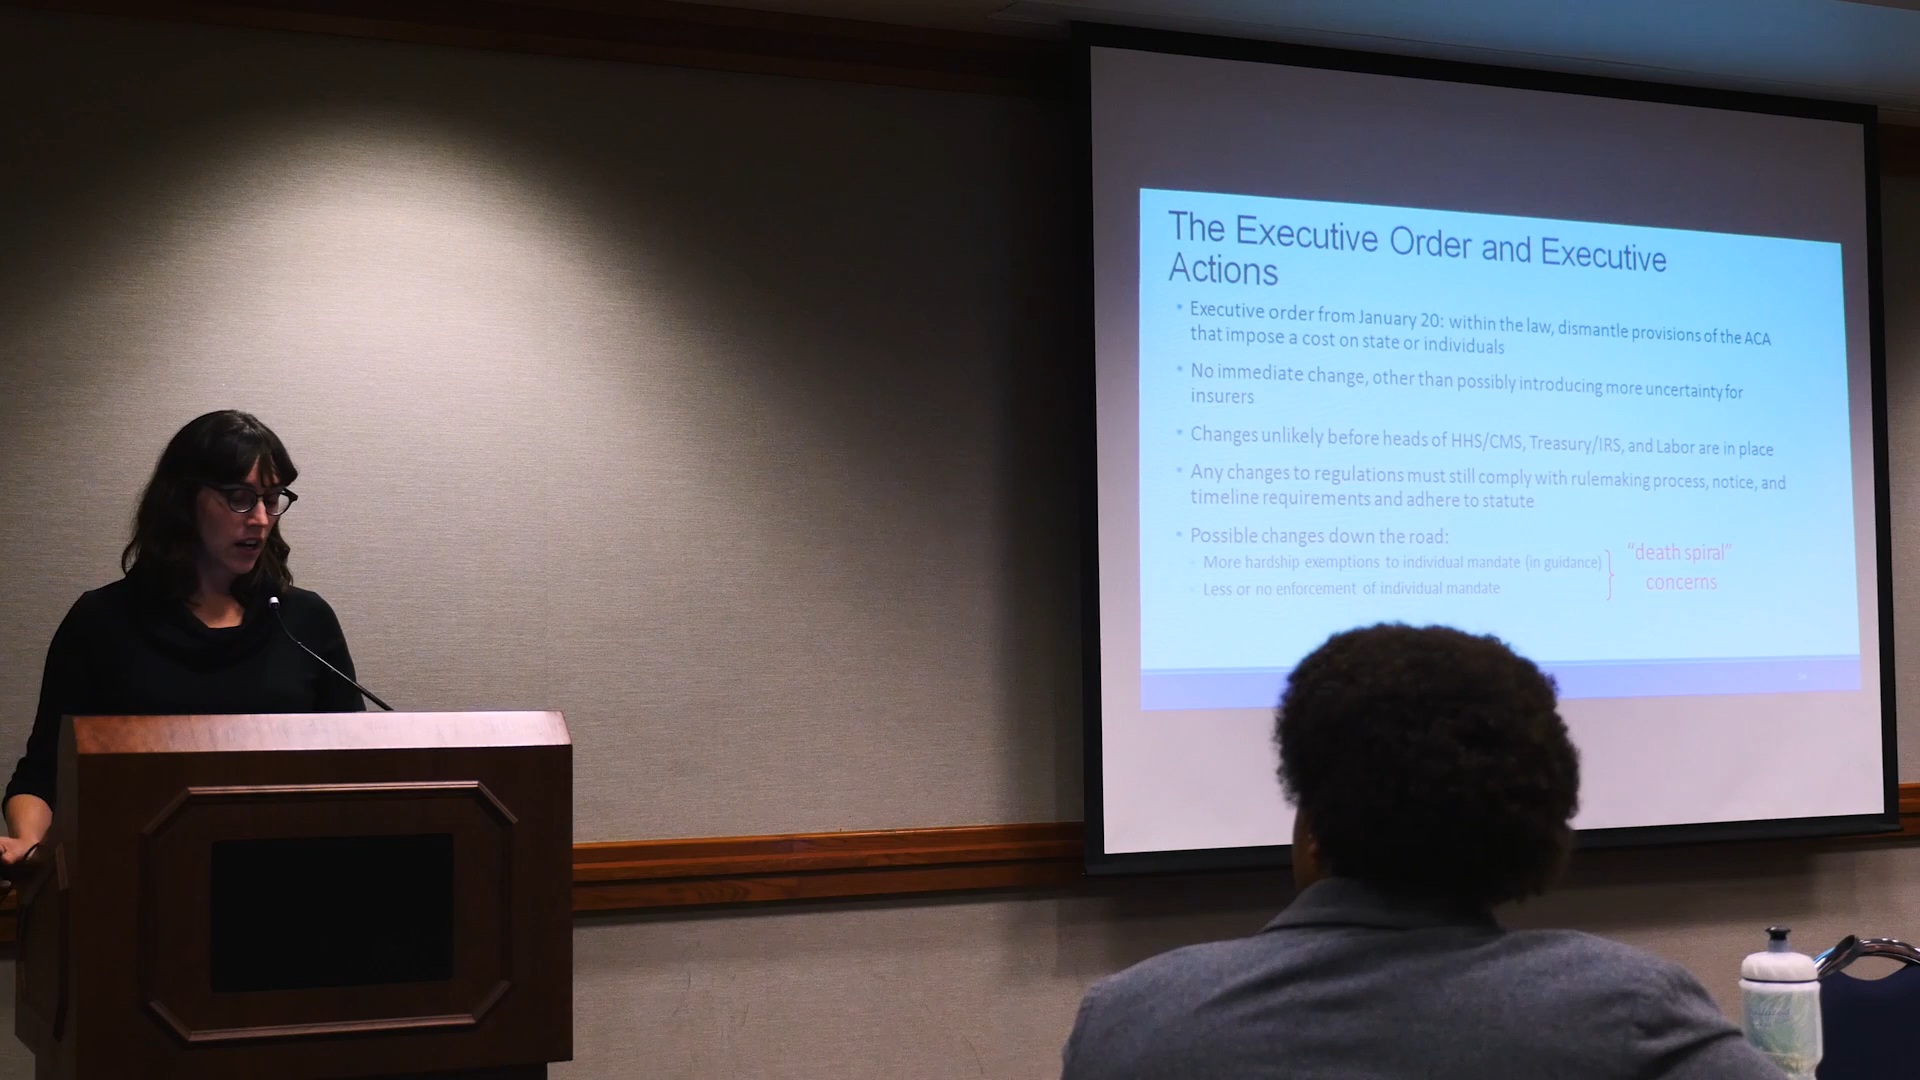 The Executive Order and Executive
Actions
• Executive order from January 20: within the law, dismantle provisions of the ACA
that impose a cost on state or individuals
• No immediate change, other than possibly introducing more uncertainty for
insurers
• Changes unlikely before heads of HHS/CMS, Treasury/IRS, and Labor are in place
• Any changes to regulations must still comply with rulemaking process, notice, and
timeline requirements and adhere to statute
• Possible changes down the road:
- More hardship exemptions to individual mandate (in guidance)
- Less or no enforcement of individual mandate
“death spiral”
concerns